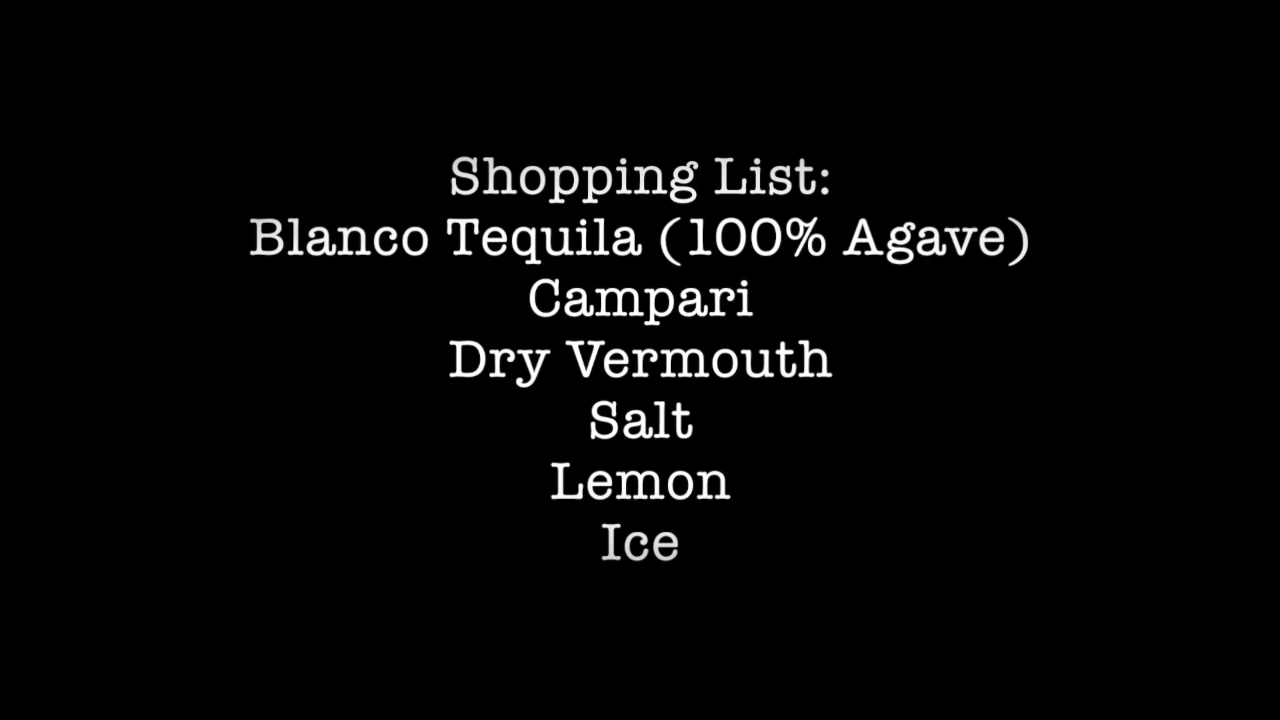 Shopping List:
Blanco Tequila (100% Agave)
Campari
Dry Vermouth
Salt
Lemon
Ice